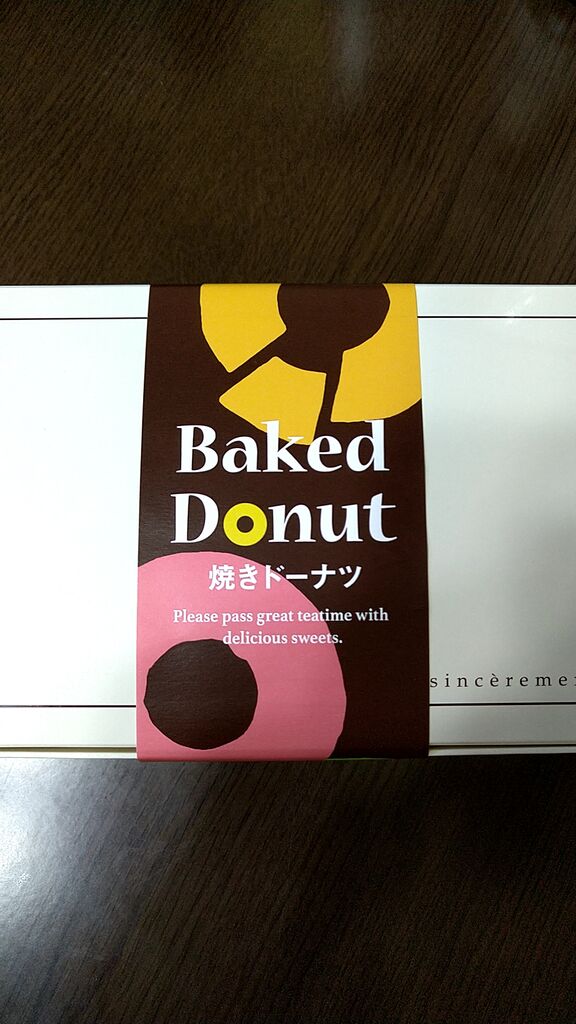 Baked
Donut
焼きドーナツ
Please pass great teatime with
delicious sweets.